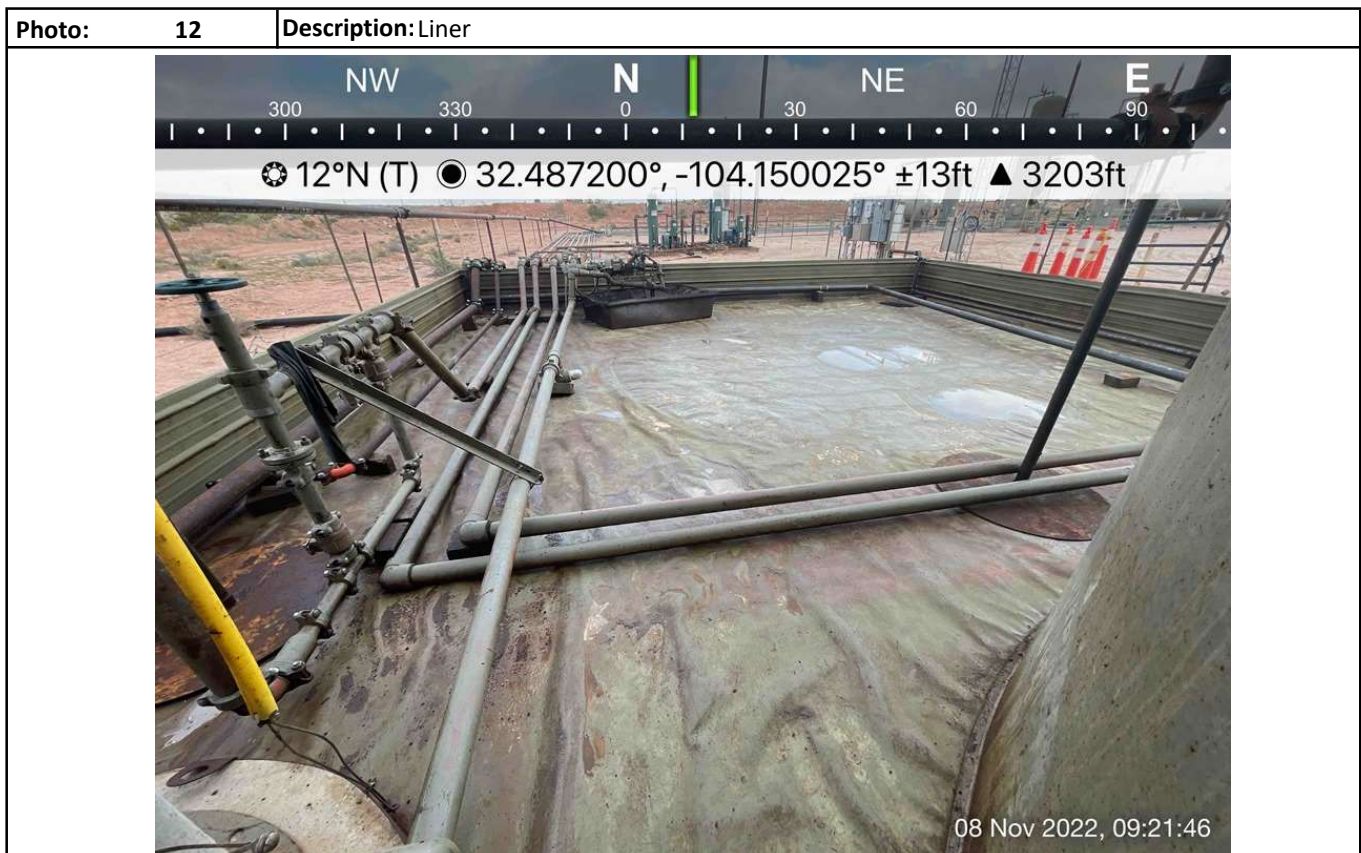 Photo: 12 Description: Liner
NW N NE E
300 330 0 30 60 90
12°N (T) 32.487200°, -104.150025° ±13ft ▲ 3203ft
08 Nov 2022, 09:21:46